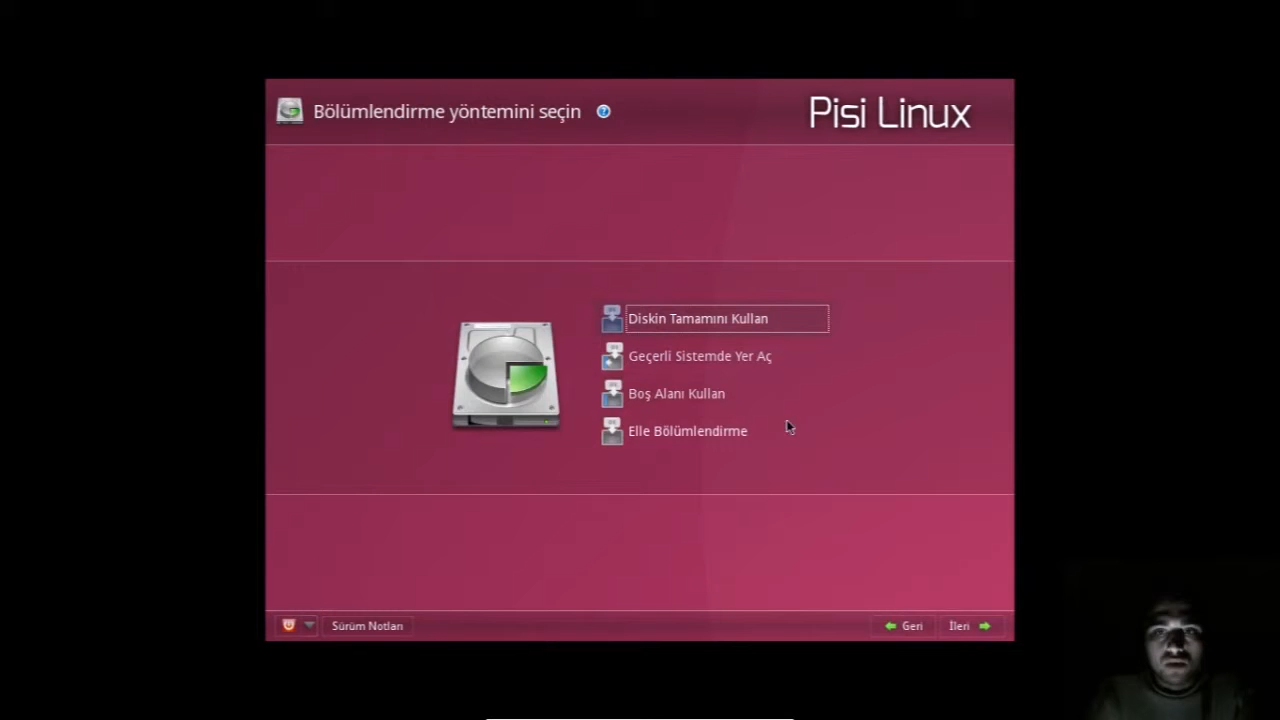 Bölümlendirme yöntemini seçin
Pisi Linux
Diskin Tamamını Kullan
Geçerli Sistemde Yer Aç
Boş Alanı Kullan
Elle Bölümlendirme
Sürüm Notları
Geri
İleri